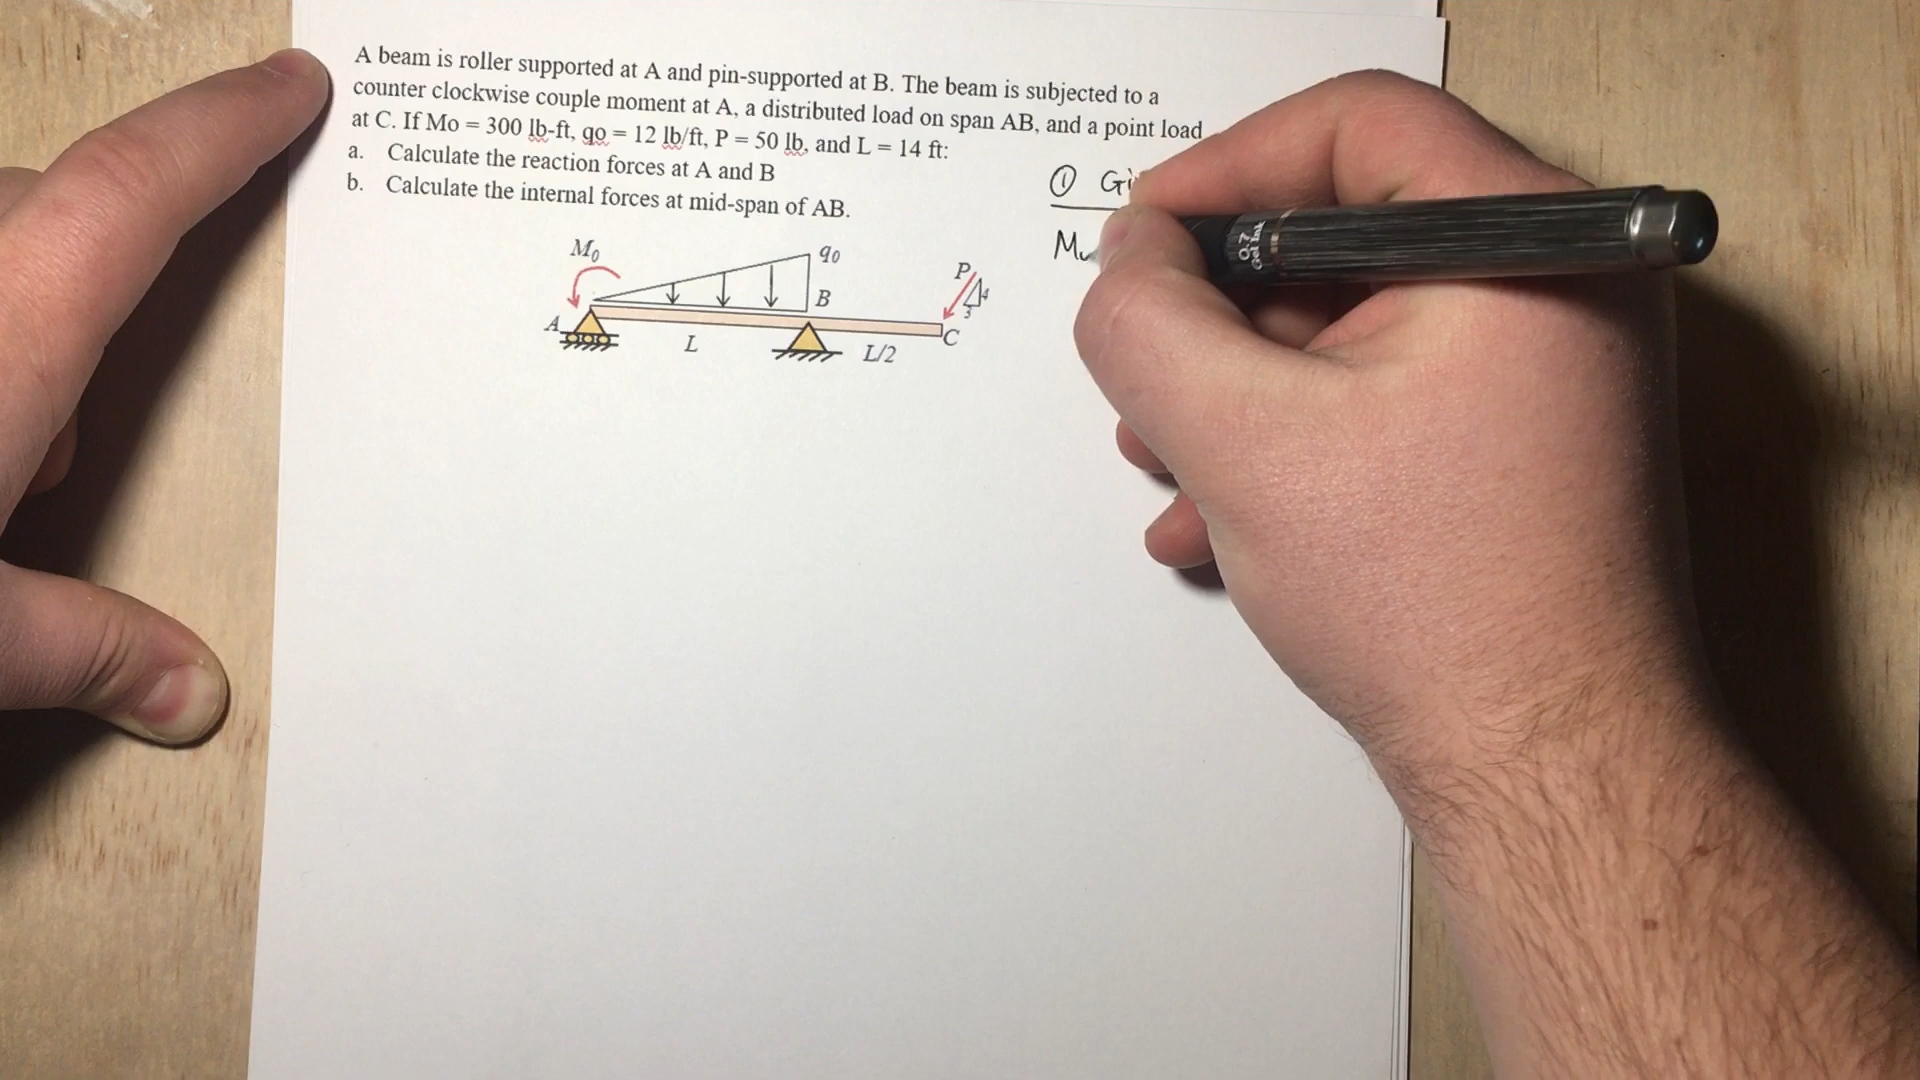 A beam is roller supported at A and pin-supported at B. The beam is subjected to a
counter clockwise couple moment at A, a distributed load on span AB, and a point load
at C. If Mo = 300 lb-ft, qo = 12 lb/ft, P = 50 lb, and L = 14 ft:
a. Calculate the reaction forces at A and B
b. Calculate the internal forces at mid-span of AB.
① Gi
M
M₀
q₀
P
4
3
B
A
C
L
L/2
0.7
Gel Ink